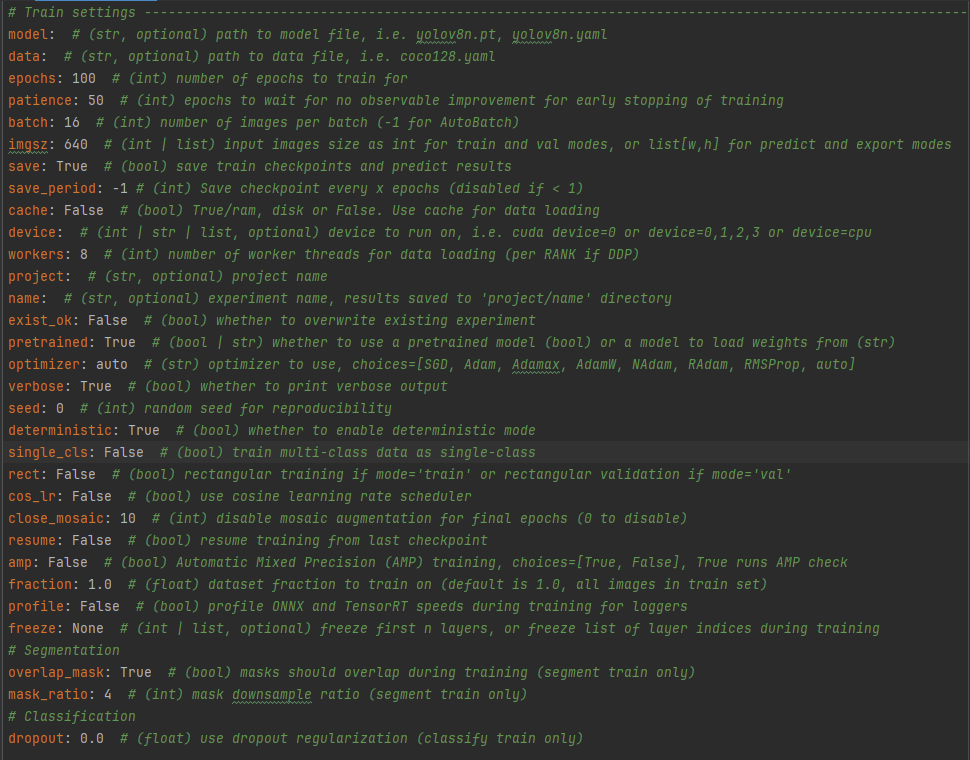 # Train settings ------------------------------------------------------------------------------------------------------
model:  # (str, optional) path to model file, i.e. yolov8n.pt, yolov8n.yaml
data:  # (str, optional) path to data file, i.e. coco128.yaml
epochs: 100  # (int) number of epochs to train for
patience: 50  # (int) epochs to wait for no observable improvement for early stopping of training
batch: 16  # (int) number of images per batch (-1 for AutoBatch)
imgsz: 640  # (int | list) input images size as int for train and val modes, or list[w,h] for predict and export modes
save: True  # (bool) save train checkpoints and predict results
save_period: -1 # (int) Save checkpoint every x epochs (disabled if < 1)
cache: False  # (bool) True/ram, disk or False. Use cache for data loading
device:  # (int | str | list, optional) device to run on, i.e. cuda device=0 or device=0,1,2,3 or device=cpu
workers: 8  # (int) number of worker threads for data loading (per RANK if DDP)
project:  # (str, optional) project name
name:  # (str, optional) experiment name, results saved to 'project/name' directory
exist_ok: False  # (bool) whether to overwrite existing experiment
pretrained: True  # (bool | str) whether to use a pretrained model (bool) or a model to load weights from (str)
optimizer: auto  # (str) optimizer to use, choices=[SGD, Adam, Adamax, AdamW, NAdam, RAdam, RMSProp, auto]
verbose: True  # (bool) whether to print verbose output
seed: 0  # (int) random seed for reproducibility
deterministic: True  # (bool) whether to enable deterministic mode
single_cls: False  # (bool) train multi-class data as single-class
rect: False  # (bool) rectangular training if mode='train' or rectangular validation if mode='val'
cos_lr: False  # (bool) use cosine learning rate scheduler
close_mosaic: 10  # (int) disable mosaic augmentation for final epochs (0 to disable)
resume: False  # (bool) resume training from last checkpoint
amp: False  # (bool) Automatic Mixed Precision (AMP) training, choices=[True, False], True runs AMP check
fraction: 1.0  # (float) dataset fraction to train on (default is 1.0, all images in train set)
profile: False  # (bool) profile ONNX and TensorRT speeds during training for loggers
freeze: None  # (int | list, optional) freeze first n layers, or freeze list of layer indices during training
# Segmentation
overlap_mask: True  # (bool) masks should overlap during training (segment train only)
mask_ratio: 4  # (int) mask downsample ratio (segment train only)
# Classification
dropout: 0.0  # (float) use dropout regularization (classify train only)